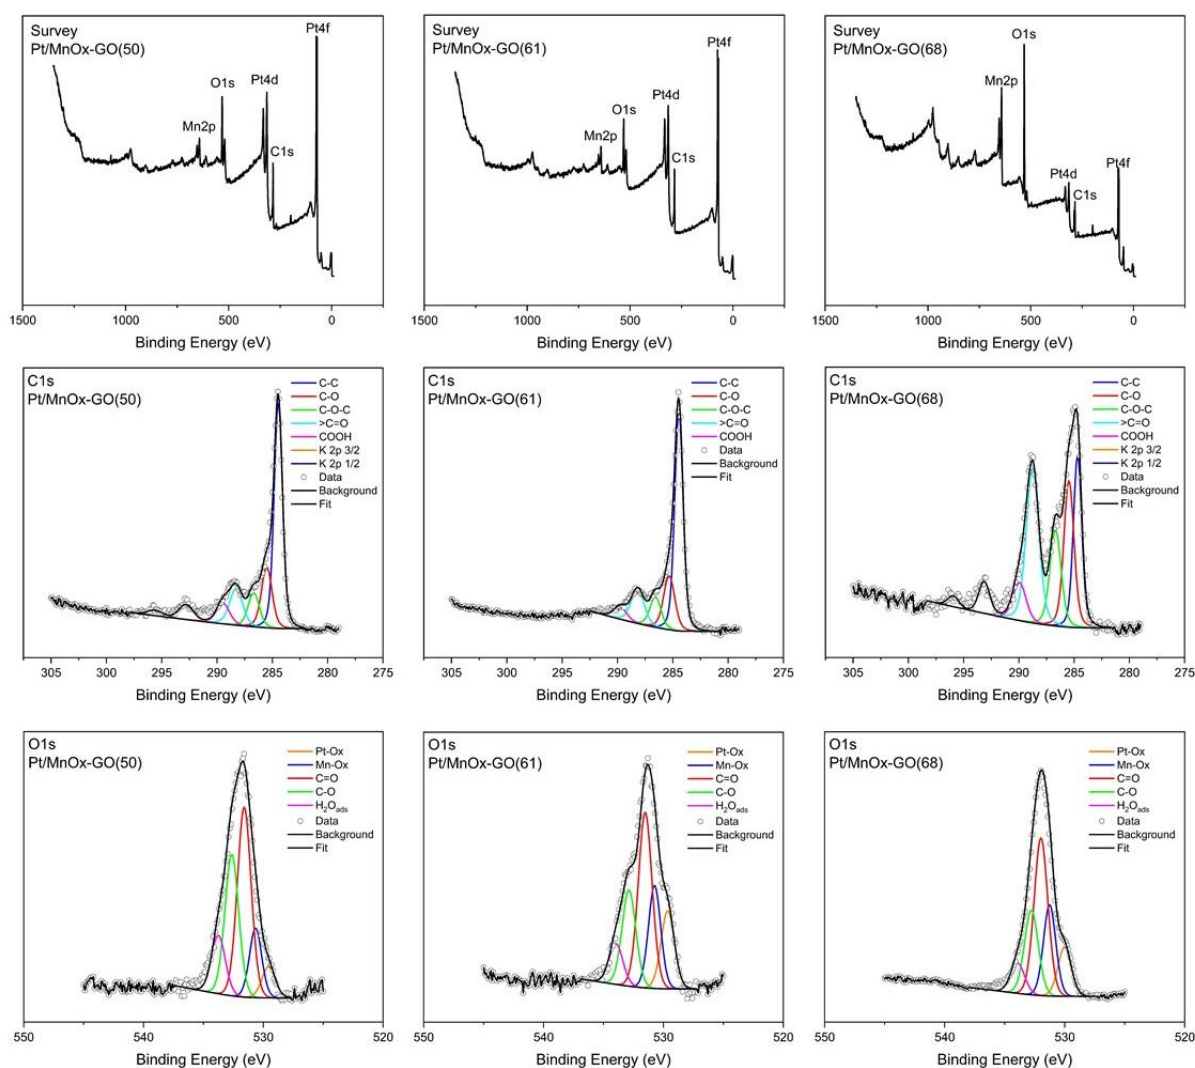 Survey
Pt/MnOx-GO(50)
Pt4f
O1s
Pt4d
Mn2p
C1s
1500 1000 500 0
Binding Energy (eV)
Survey
Pt/MnOx-GO(61)
Pt4f
Pt4d
O1s
Mn2p
C1s
1500 1000 500 0
Binding Energy (eV)
Survey
Pt/MnOx-GO(68)
O1s
Mn2p
Pt4d
Pt4f
C1s
1500 1000 500 0
Binding Energy (eV)
C1s
Pt/MnOx-GO(50)
C-C
C-O
C-O-C
>C=O
COOH
K 2p 3/2
K 2p 1/2
Data
Background
Fit
305 300 295 290 285 280 275
Binding Energy (eV)
C1s
Pt/MnOx-GO(61)
C-C
C-O
C-O-C
>C=O
COOH
Data
Background
Fit
305 300 295 290 285 280 275
Binding Energy (eV)
C1s
Pt/MnOx-GO(68)
C-C
C-O
C-O-C
>C=O
COOH
K 2p 3/2
K 2p 1/2
Data
Background
Fit
305 300 295 290 285 280 275
Binding Energy (eV)
O1s
Pt/MnOx-GO(50)
Pt-Ox
Mn-Ox
C=O
C-O
H₂Oads
Data
Background
Fit
550 540 530 520
Binding Energy (eV)
O1s
Pt/MnOx-GO(61)
Pt-Ox
Mn-Ox
C=O
C-O
H₂Oads
Data
Background
Fit
550 540 530 520
Binding Energy (eV)
O1s
Pt/MnOx-GO(68)
Pt-Ox
Mn-Ox
C=O
C-O
H₂Oads
Data
Background
Fit
550 540 530 520
Binding Energy (eV)